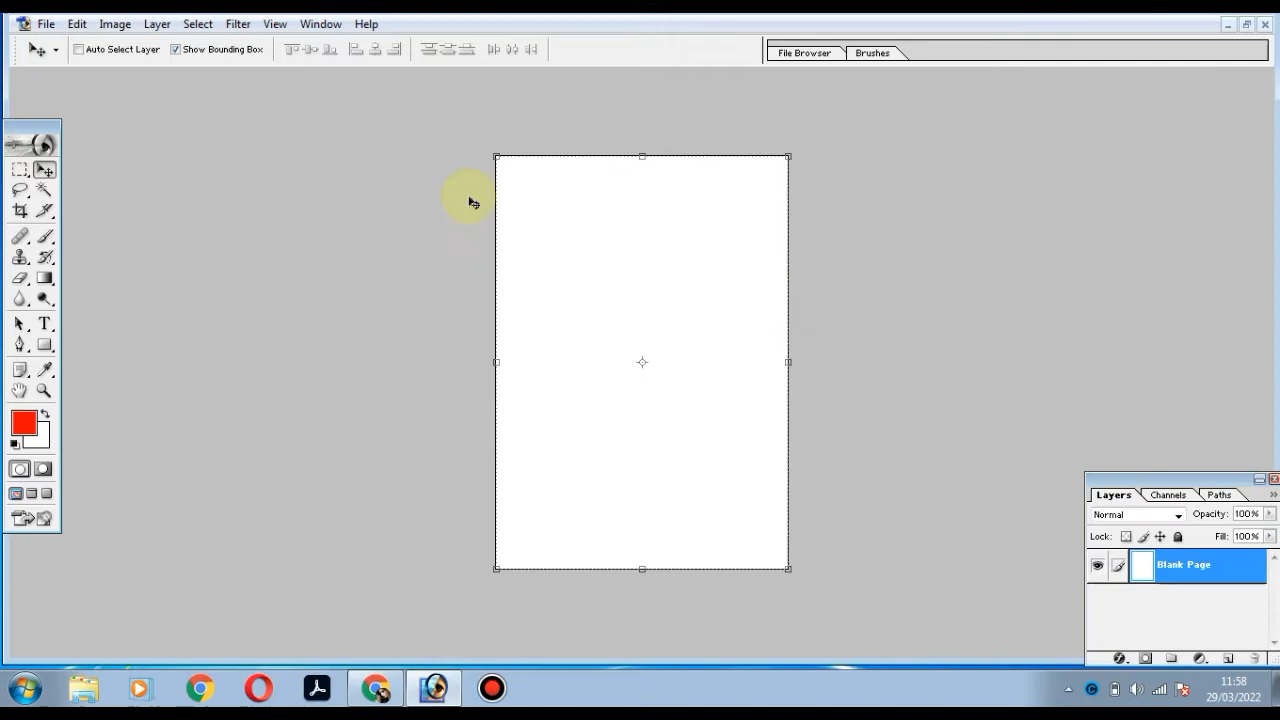 File Edit Image Layer Select Filter View Window Help
Auto Select Layer Show Bounding Box File Browser Brushes
T
Layers Channels Paths
Normal Opacity: 100%
Lock: Fill: 100%
Blank Page
11:58
29/03/2022